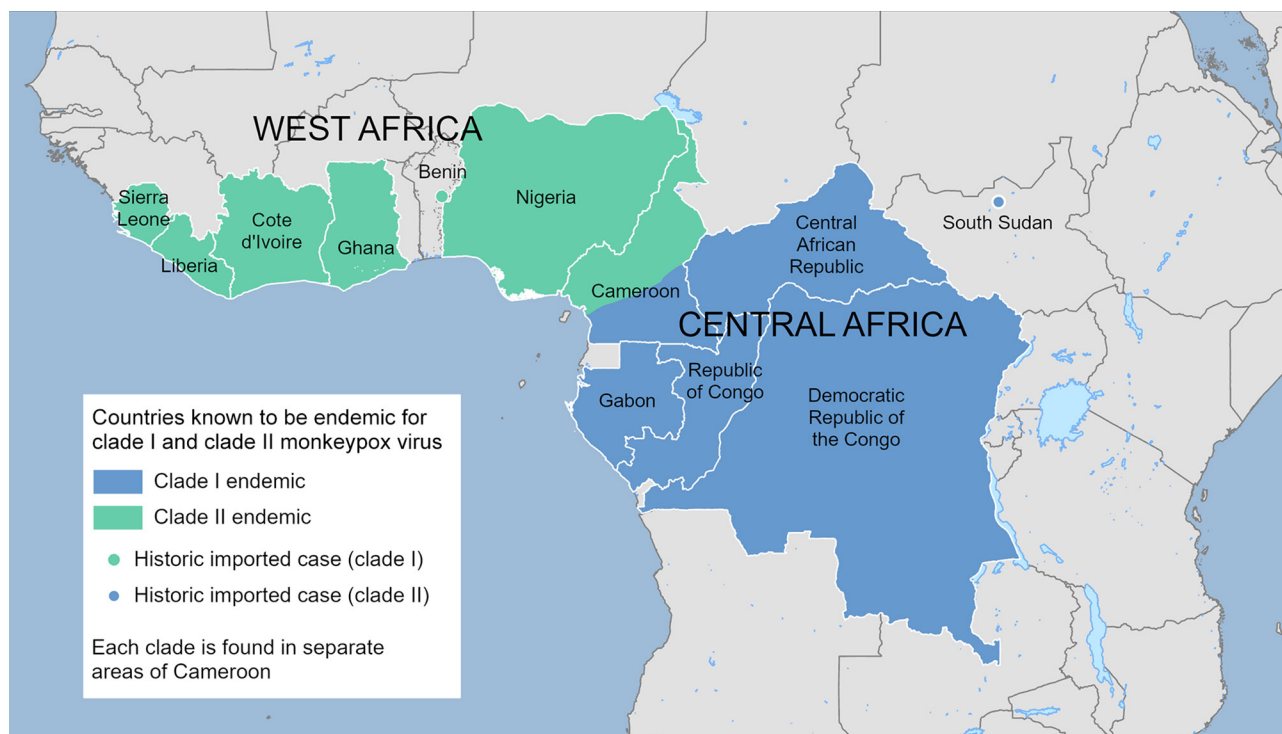 WEST AFRICA
Benin
Sierra
Leone
Nigeria
Cote
d'Ivoire
Ghana
Liberia
Cameroon
Central
African
Republic
South Sudan
CENTRAL AFRICA
Republic
of Congo
Gabon
Democratic
Republic of
the Congo
Countries known to be endemic for
clade I and clade II monkeypox virus
Clade I endemic
Clade II endemic
Historic imported case (clade I)
Historic imported case (clade II)
Each clade is found in separate
areas of Cameroon